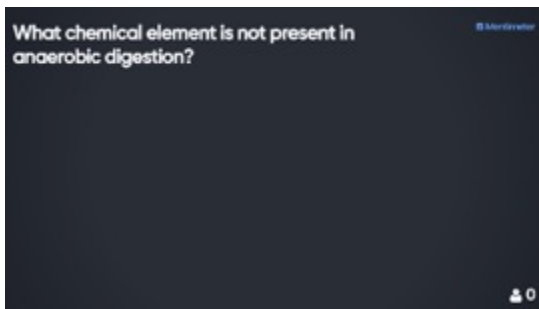 What chemical element is not present in
anaerobic digestion?
Mentimeter
0